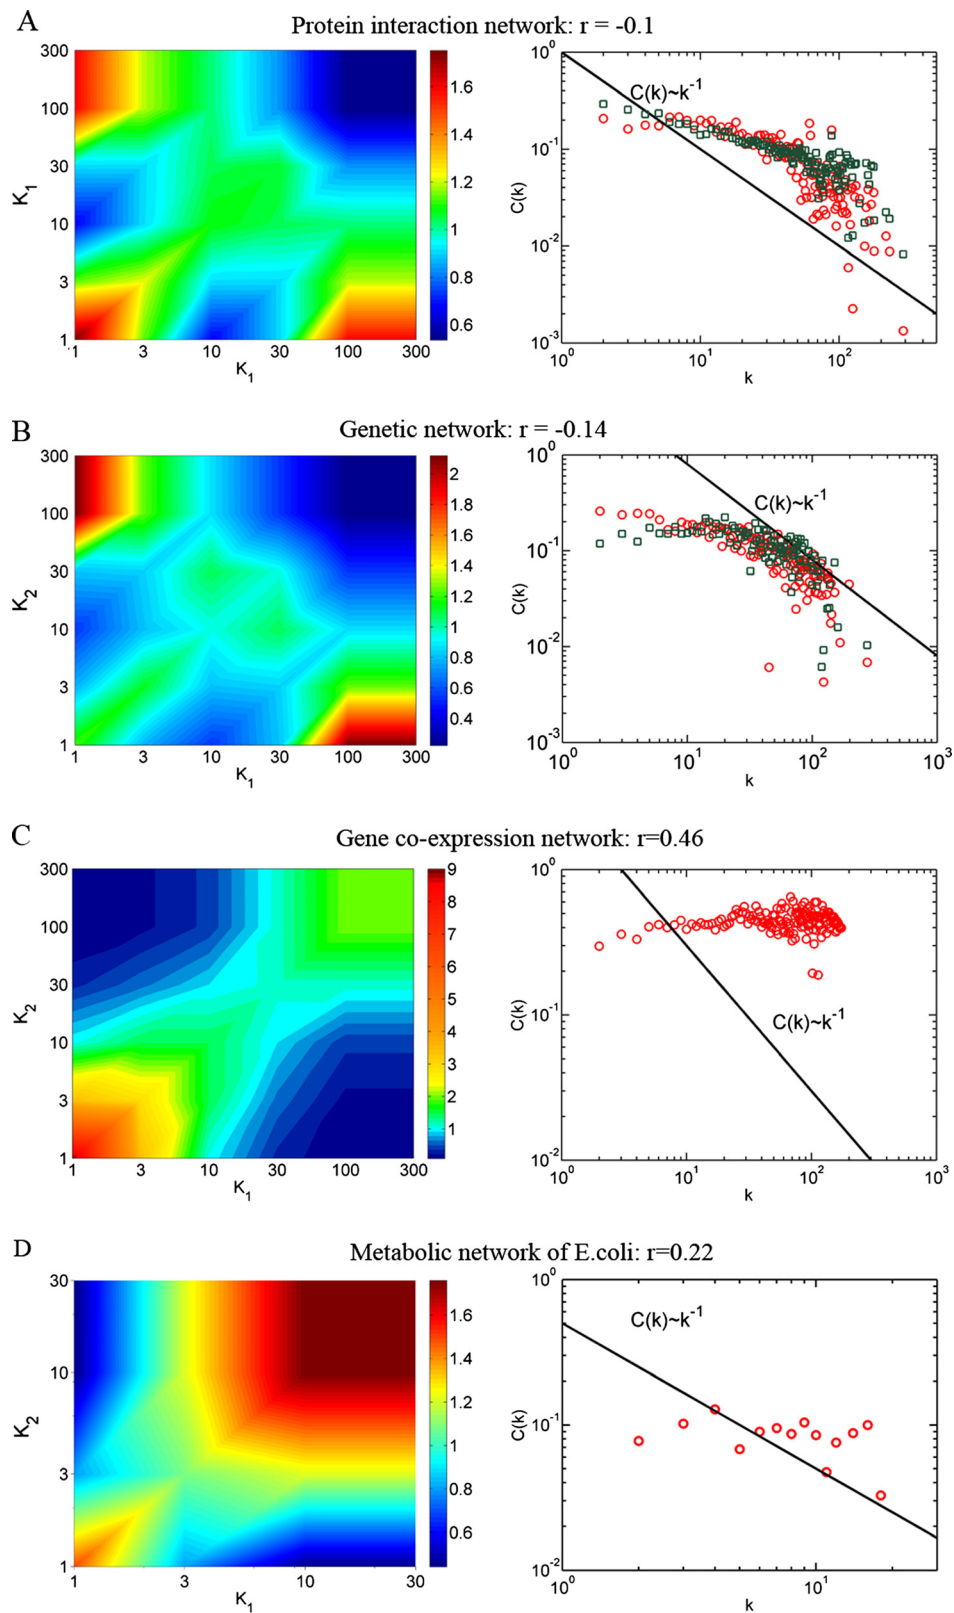 A
Protein interaction network: r = -0.1
300
100
30
10
3
1
K1
1 3 10 30 100 300
K1
1.6
1.4
1.2
1
0.8
0.6
10^0
10^-1
10^-2
10^-3
C(k)
C(k)~k^-1
10^0 10^1 10^2
k
B
Genetic network: r = -0.14
300
100
30
10
3
1
K2
1 3 10 30 100 300
K1
2
1.8
1.6
1.4
1.2
1
0.8
0.6
0.4
10^0
10^-1
10^-2
10^-3
C(k)
C(k)~k^-1
10^0 10^1 10^2 10^3
k
C
Gene co-expression network: r=0.46
300
100
30
10
3
1
K2
1 3 10 30 100 300
K1
9
8
7
6
5
4
3
2
1
10^0
10^-1
10^-2
C(k)
C(k)~k^-1
10^0 10^1 10^2 10^3
k
D
Metabolic network of E.coli: r=0.22
30
10
3
1
K2
1 3 10 30
K1
1.6
1.4
1.2
1
0.8
0.6
10^0
10^-1
10^-2
C(k)
C(k)~k^-1
10^0 10^1
k